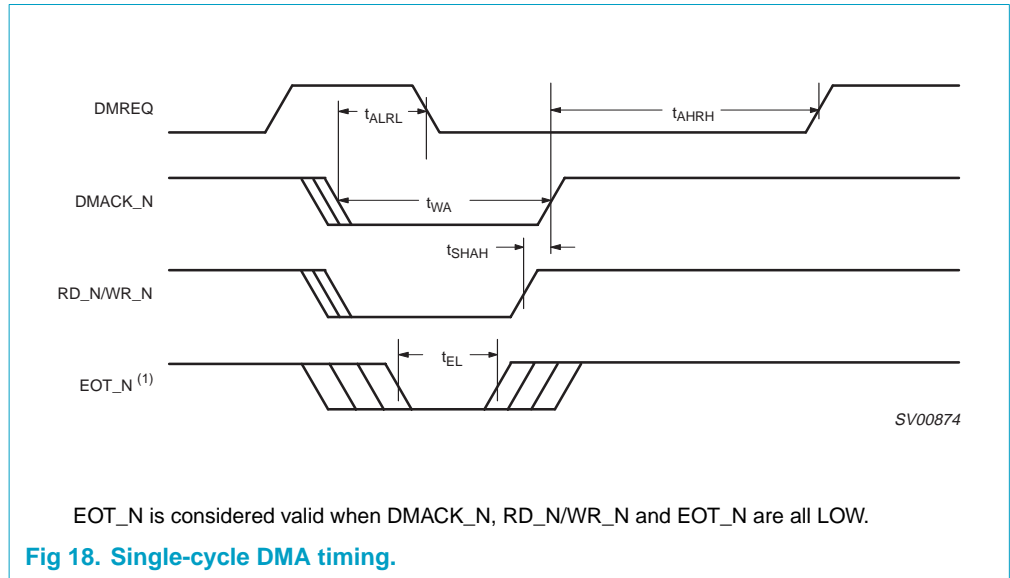 DMREQ
tALRL
tAHRH
DMACK_N
tWA
tSHAH
RD_N/WR_N
tEL
EOT_N (1)
SV00874
EOT_N is considered valid when DMACK_N, RD_N/WR_N and EOT_N are all LOW.
Fig 18. Single-cycle DMA timing.